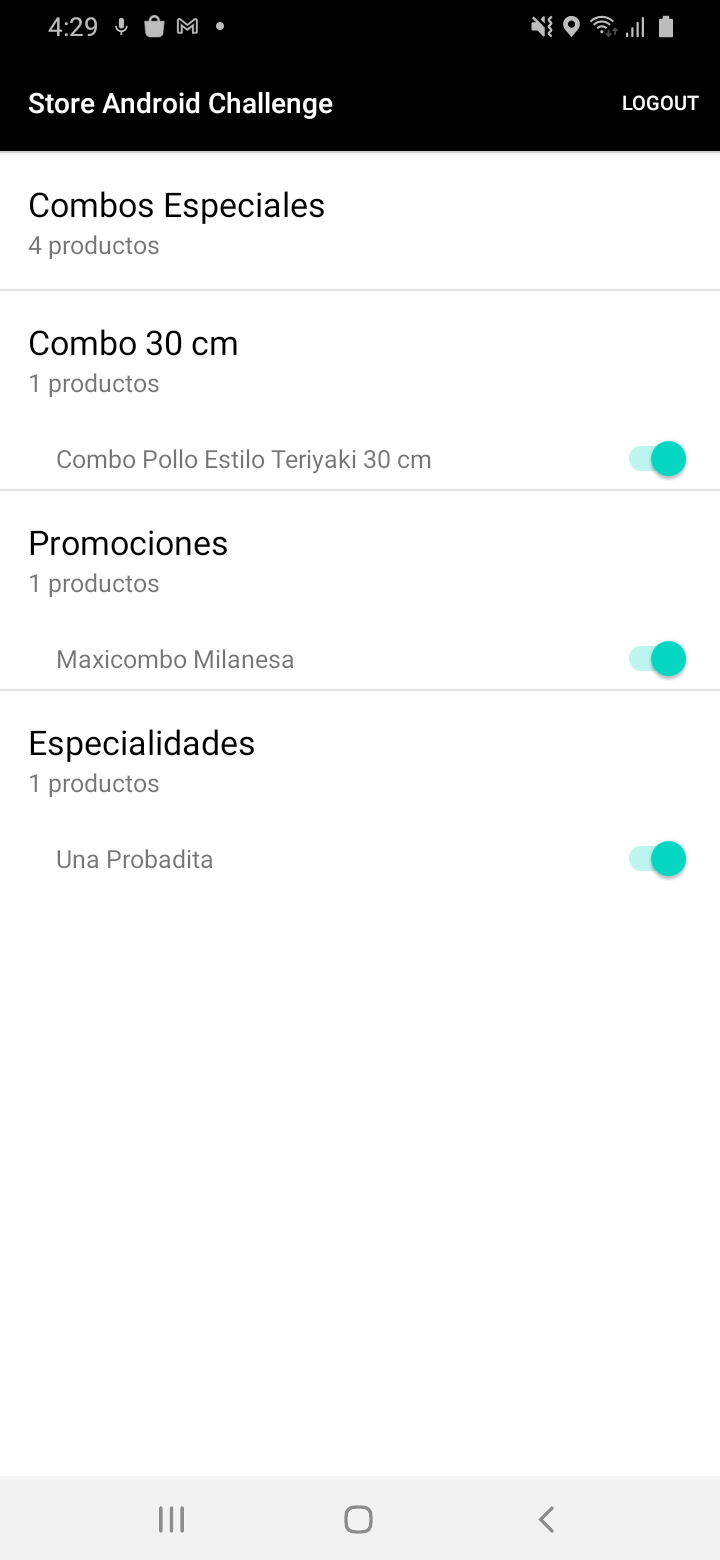 4:29
Store Android Challenge
LOGOUT
Combos Especiales
4 productos
Combo 30 cm
1 productos
Combo Pollo Estilo Teriyaki 30 cm
Promociones
1 productos
Maxicombo Milanesa
Especialidades
1 productos
Una Probadita